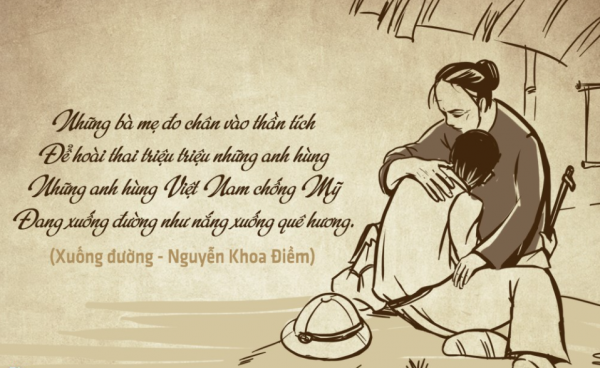 Những bà mẹ đo chân vào thần tích
Để hoài thai triệu triệu những anh hùng
Những anh hùng Việt Nam chống Mỹ
Đang xuống đường như nắng xuống quê hương.
(Xuống đường - Nguyễn Khoa Điềm)